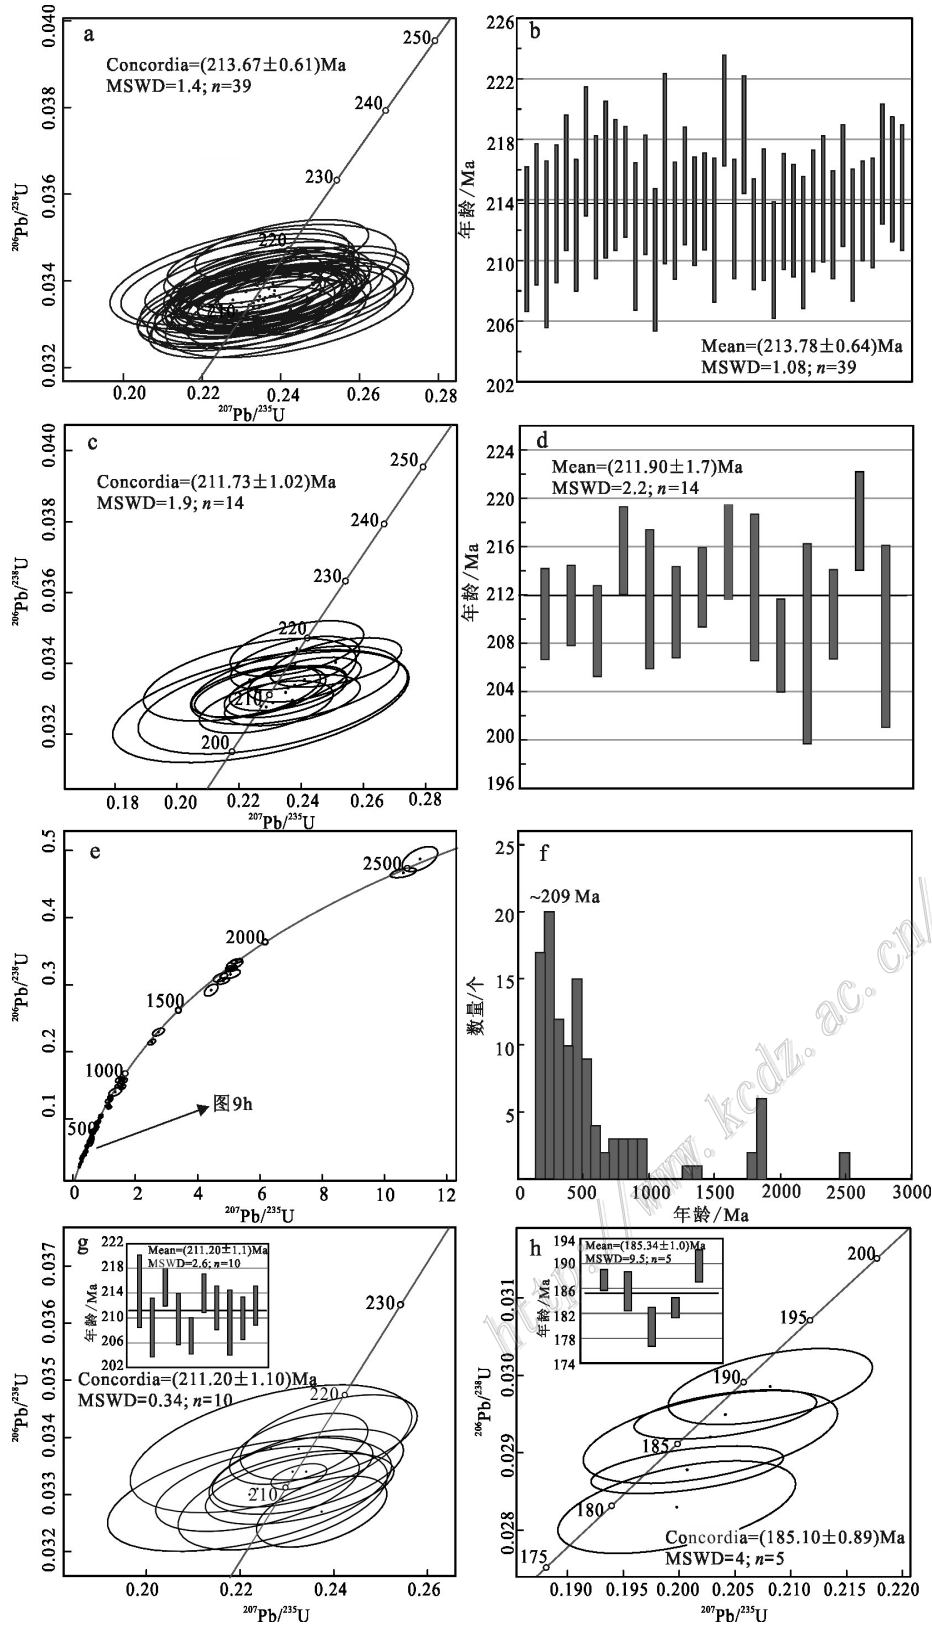 a
Concordia=(213.67±0.61)Ma
MSWD=1.4; n=39
250
240
230
220
210
0.040
0.038
0.036
0.034
0.032
²⁰⁶Pb/²³⁸U
0.20
0.22
0.24
0.26
0.28
²⁰⁷Pb/²³⁵U
b
226
222
218
214
210
206
202
年龄/Ma
Mean=(213.78±0.64)Ma
MSWD=1.08; n=39
c
Concordia=(211.73±1.02)Ma
MSWD=1.9; n=14
250
240
230
220
210
200
0.040
0.038
0.036
0.034
0.032
²⁰⁶Pb/²³⁸U
0.18
0.20
0.22
0.24
0.26
0.28
²⁰⁷Pb/²³⁵U
d
Mean=(211.90±1.7)Ma
MSWD=2.2; n=14
224
220
216
212
208
204
200
196
年龄/Ma
e
2500
2000
1500
1000
500
图9h
0.5
0.4
0.3
0.2
0.1
²⁰⁶Pb/²³⁸U
0
2
4
6
8
10
12
²⁰⁷Pb/²³⁵U
f
~209 Ma
25
20
15
10
5
数量/个
0
500
1000
1500
2000
2500
3000
年龄/Ma
g
222
218
214
210
206
202
年龄/Ma
Mean=(211.20±1.1)Ma
MSWD=2.6; n=10
Concordia=(211.20±1.10)Ma
MSWD=0.34; n=10
230
220
210
0.037
0.036
0.035
0.034
0.033
0.032
²⁰⁶Pb/²³⁸U
0.20
0.22
0.24
0.26
²⁰⁷Pb/²³⁵U
h
194
190
186
182
178
174
年龄/Ma
Mean=(185.34±1.0)Ma
MSWD=9.5; n=5
200
195
190
185
180
175
Concordia=(185.10±0.89)Ma
MSWD=4; n=5
0.031
0.030
0.029
0.028
²⁰⁶Pb/²³⁸U
0.190
0.195
0.200
0.205
0.210
0.215
0.220
²⁰⁷Pb/²³⁵U
http://www.kcdz.ac.cn/